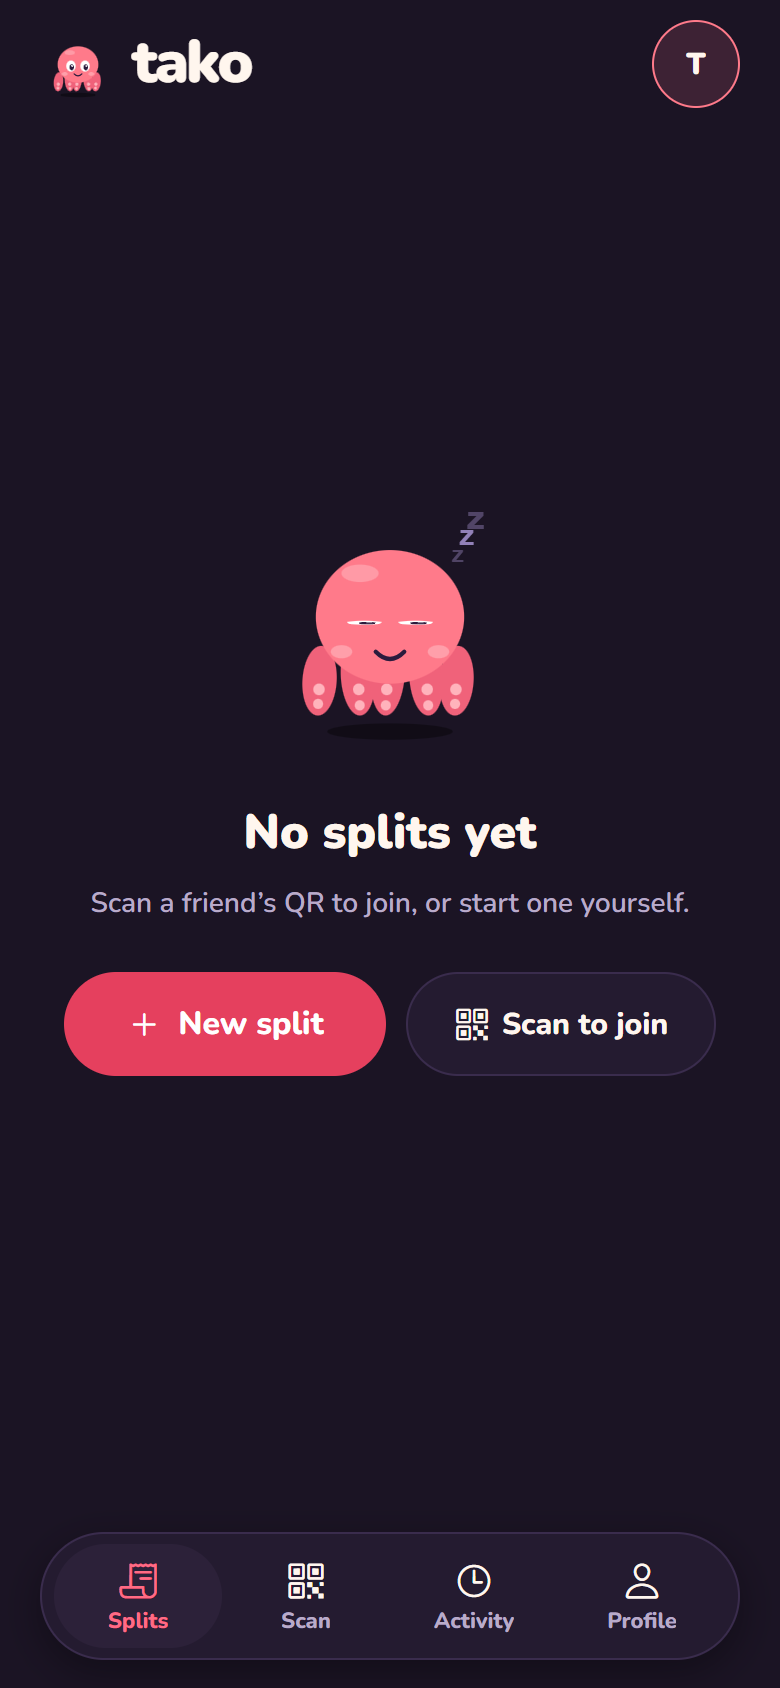 tako
T
z
z
z
No splits yet
Scan a friend’s QR to join, or start one yourself.
New split
Scan to join
Splits
Scan
Activity
Profile